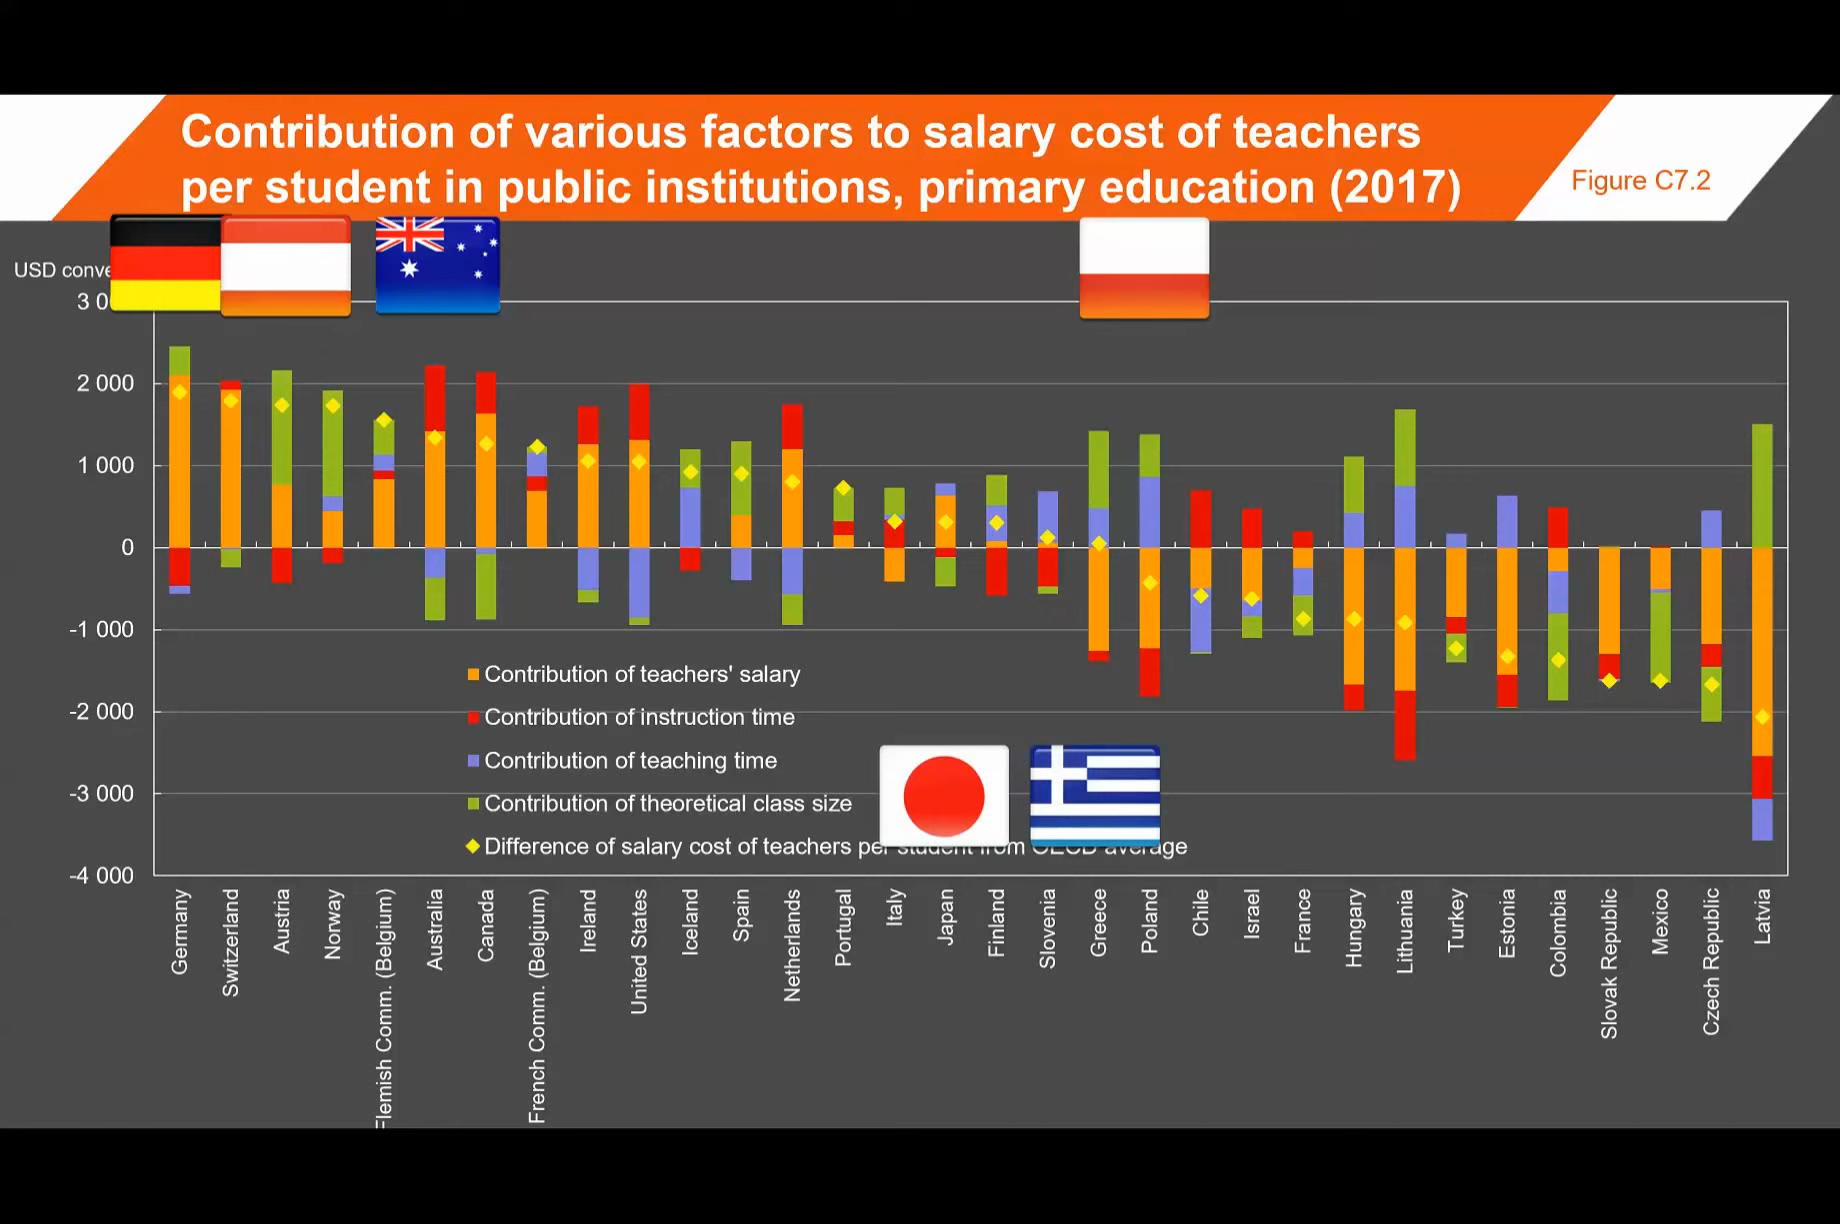 Contribution of various factors to salary cost of teachers
per student in public institutions, primary education (2017)
Figure C7.2
USD
3 0
2 000
1 000
0
-1 000
-2 000
-3 000
-4 000
Contribution of teachers' salary
Contribution of instruction time
Contribution of teaching time
Contribution of theoretical class size
Difference of salary cost of teachers per student from OECD average
Germany
Switzerland
Austria
Norway
Flemish Comm. (Belgium)
Australia
Canada
French Comm. (Belgium)
Ireland
United States
Iceland
Spain
Netherlands
Portugal
Italy
Japan
Finland
Slovenia
Greece
Poland
Chile
Israel
France
Hungary
Lithuania
Turkey
Estonia
Colombia
Slovak Republic
Mexico
Czech Republic
Latvia